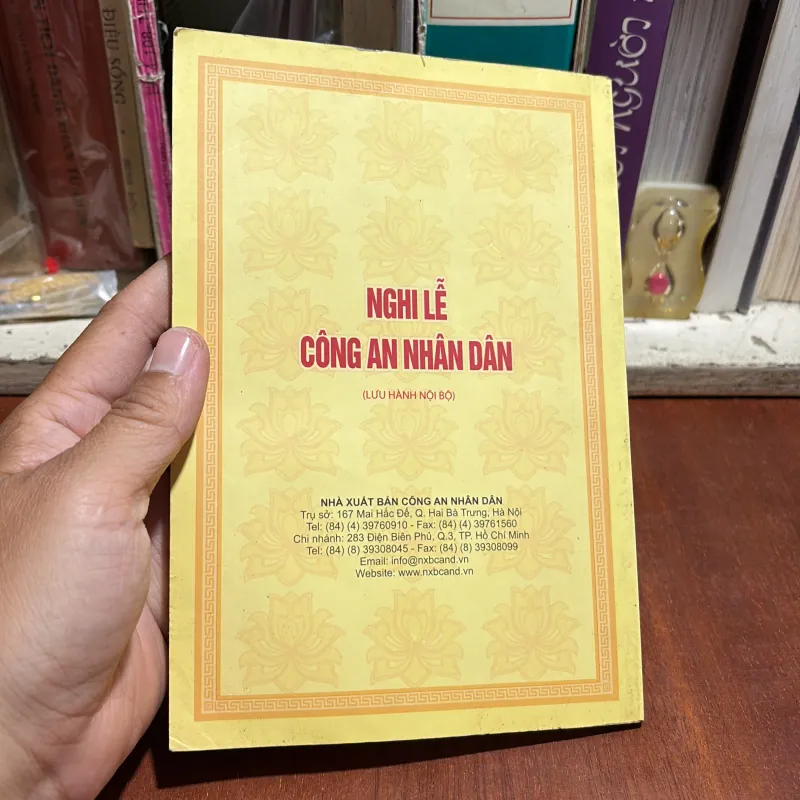 ĐIỆU SỐNG
NGƯỜI
NGHI LỄ
CÔNG AN NHÂN DÂN
(LƯU HÀNH NỘI BỘ)
NHÀ XUẤT BẢN CÔNG AN NHÂN DÂN
Trụ sở: 167 Mai Hắc Đế, Q. Hai Bà Trưng, Hà Nội
Tel: (84) (4) 39760910 - Fax: (84) (4) 39761560
Chi nhánh: 283 Điện Biên Phủ, Q.3, TP. Hồ Chí Minh
Tel: (84) (8) 39308045 - Fax: (84) (8) 39308099
Email: info@nxbcand.vn
Website: www.nxbcand.vn